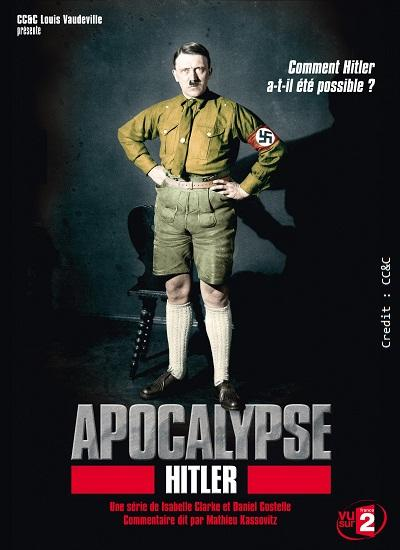 CC&C Louis Vaudeville
présente
Comment Hitler
a-t-il été possible ?
Credit : CC&C
APOCALYPSE
HITLER
Une série de Isabelle Clarke et Daniel Costelle
Commentaire dit par Mathieu Kassovitz
vu
sur
france
2